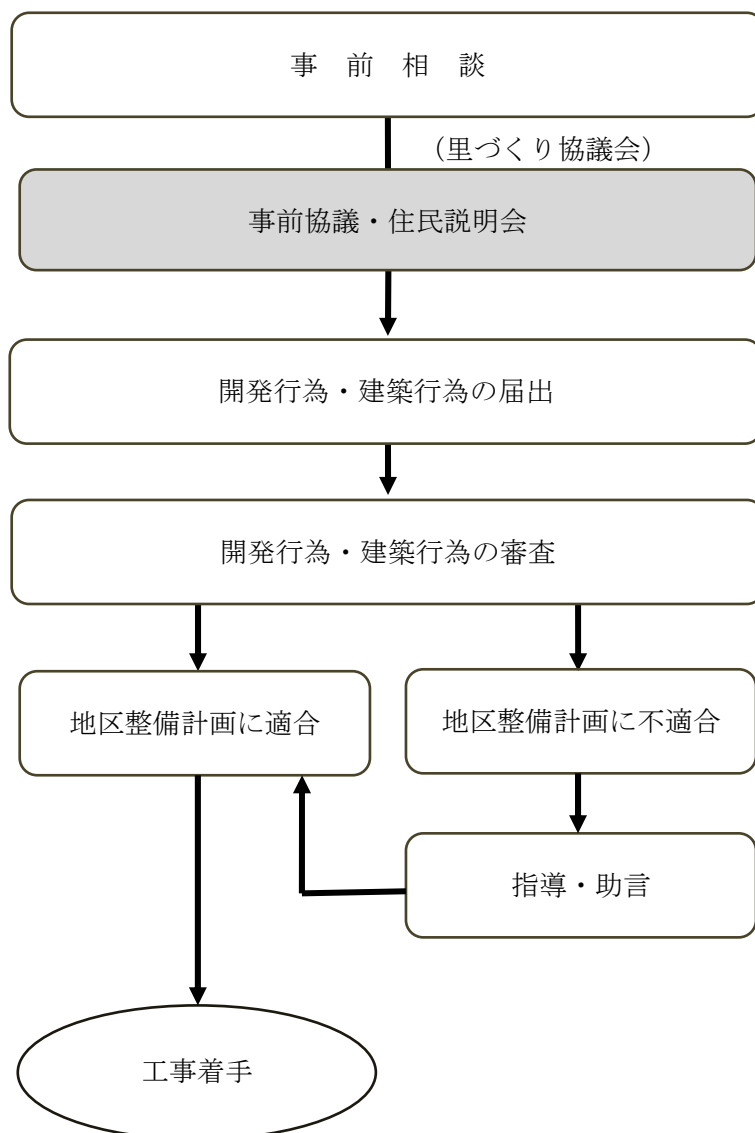 事　前　相　談
（里づくり協議会）
事前協議・住民説明会
開発行為・建築行為の届出
開発行為・建築行為の審査
地区整備計画に適合
地区整備計画に不適合
指導・助言
工事着手